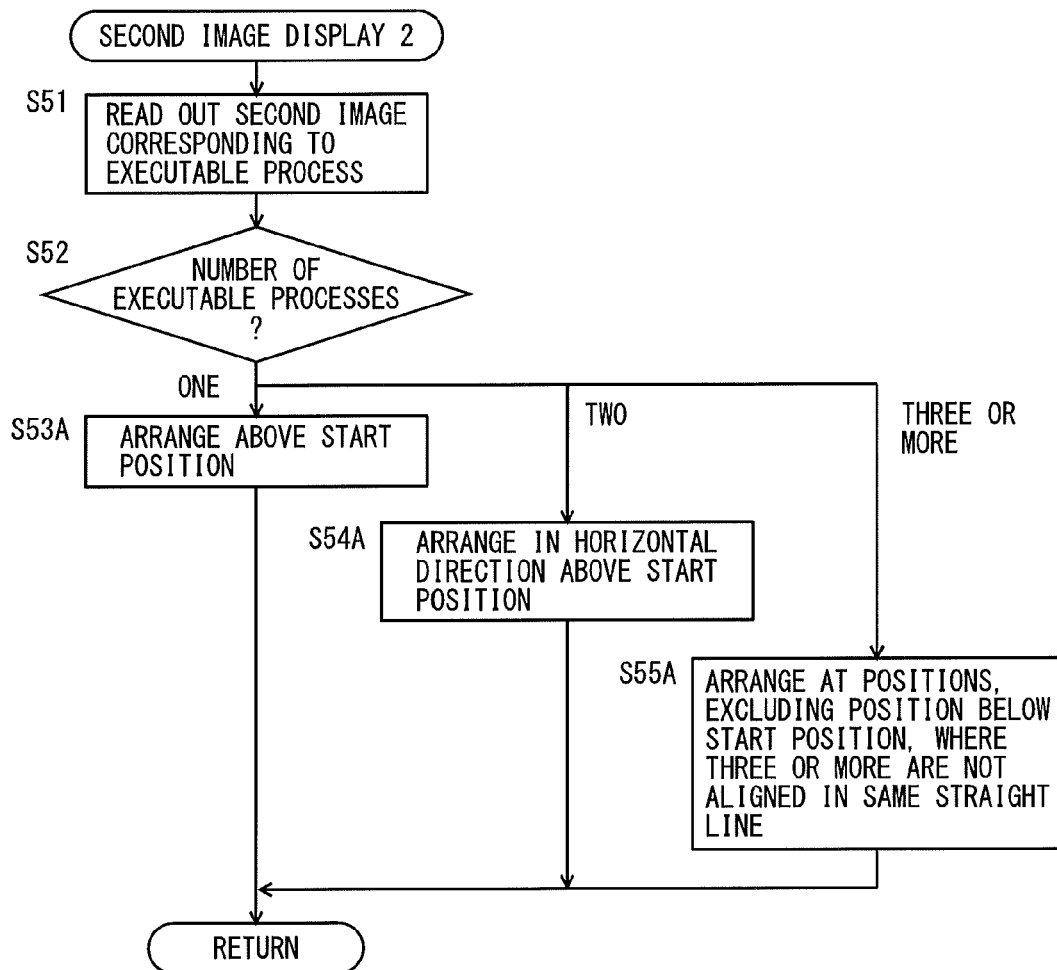 SECOND IMAGE DISPLAY 2
S51
READ OUT SECOND IMAGE
CORRESPONDING TO
EXECUTABLE PROCESS
S52
NUMBER OF
EXECUTABLE PROCESSES
?
ONE
TWO
THREE OR
MORE
S53A
ARRANGE ABOVE START
POSITION
S54A
ARRANGE IN HORIZONTAL
DIRECTION ABOVE START
POSITION
S55A
ARRANGE AT POSITIONS,
EXCLUDING POSITION BELOW
START POSITION, WHERE
THREE OR MORE ARE NOT
ALIGNED IN SAME STRAIGHT
LINE
RETURN